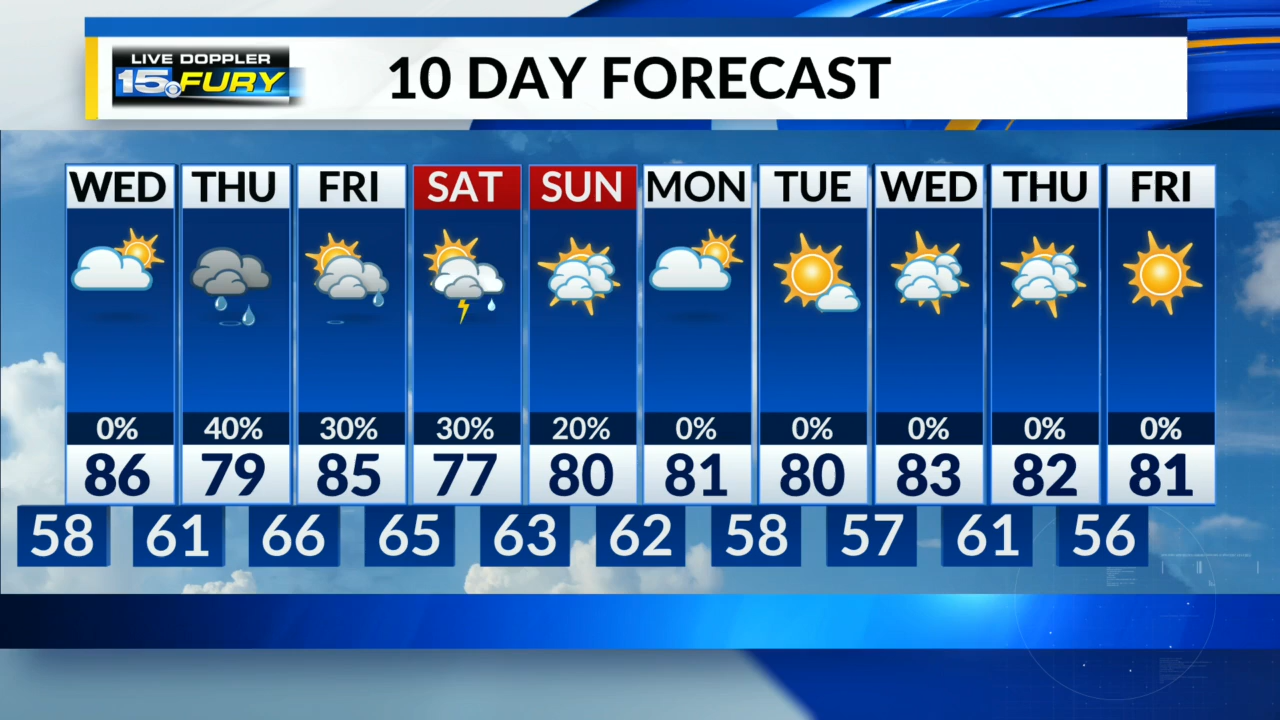 LIVE DOPPLER
15 FURY
10 DAY FORECAST
WED THU FRI SAT SUN MON TUE WED THU FRI
0% 40% 30% 30% 20% 0% 0% 0% 0% 0%
86 79 85 77 80 81 80 83 82 81
58 61 66 65 63 62 58 57 61 56